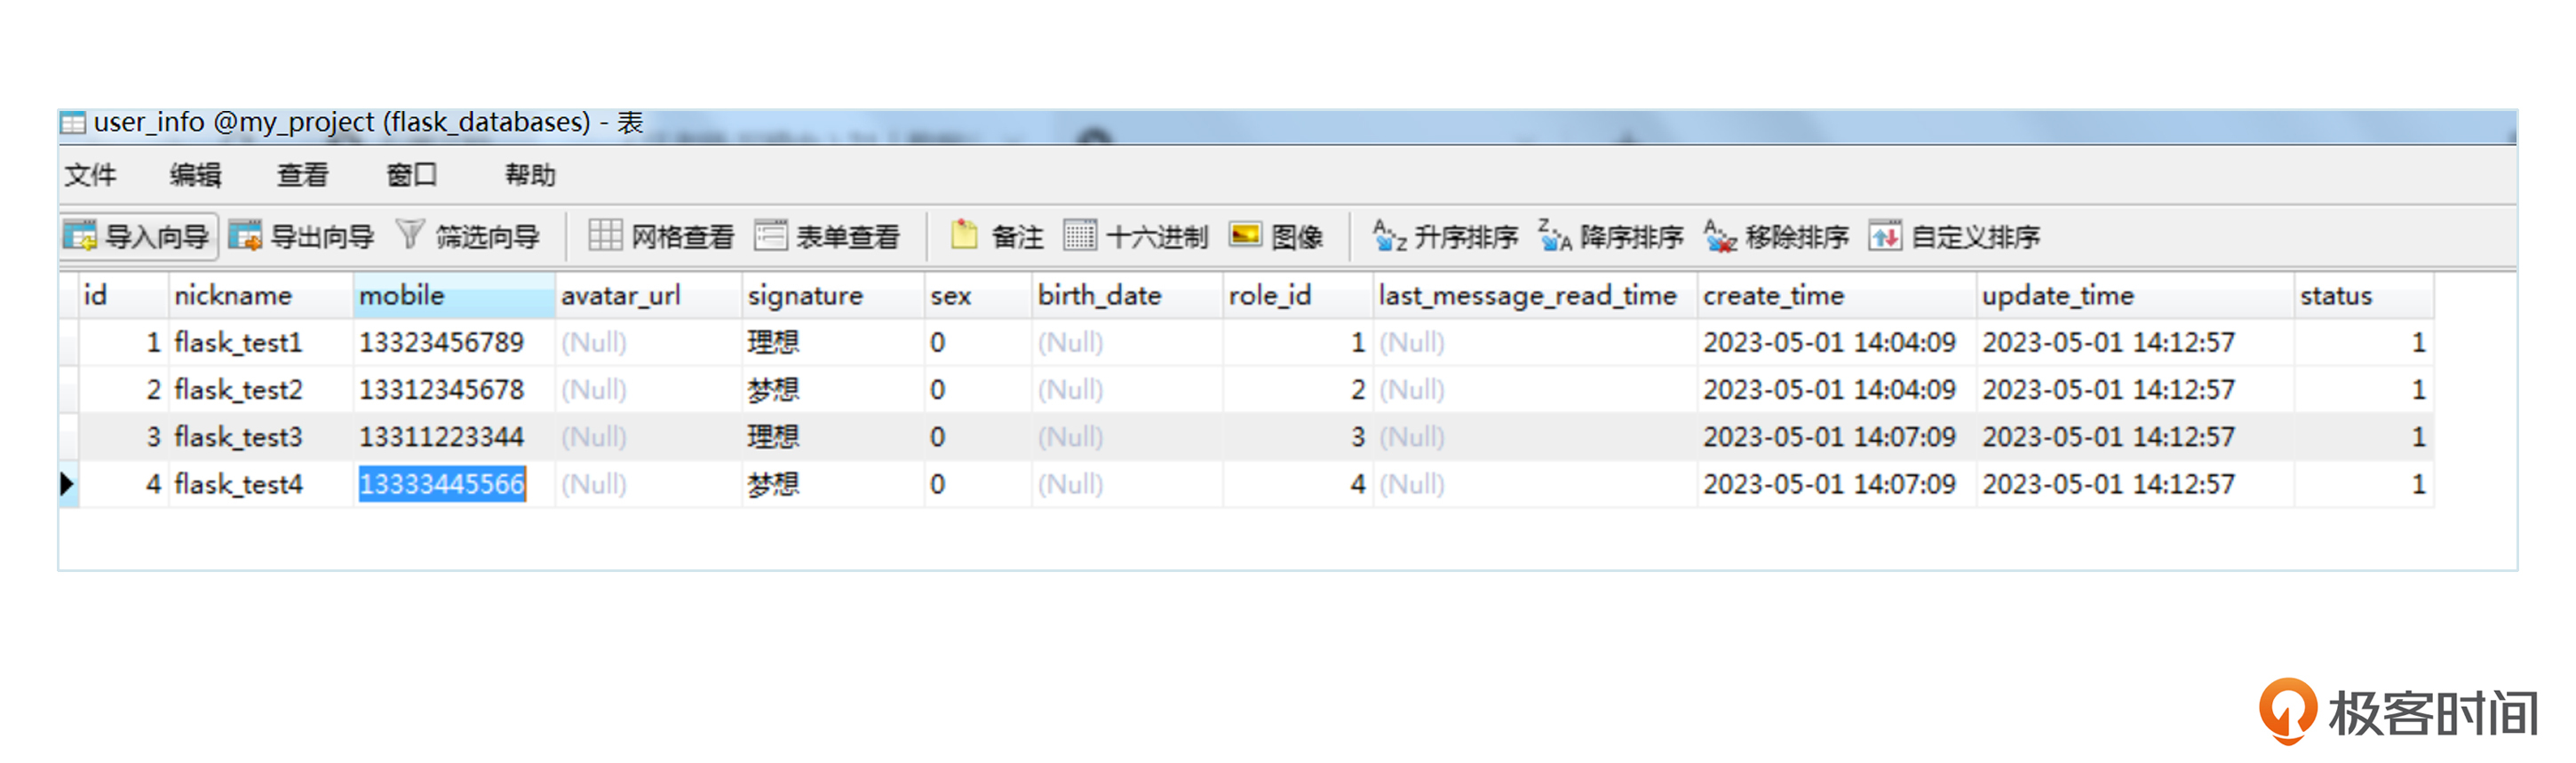 user_info @my_project (flask_databases) - 表
文件 编辑 查看 窗口 帮助
导入向导 导出向导 筛选向导 网格查看 表单查看 备注 十六进制 图像 升序排序 降序排序 移除排序 自定义排序
id nickname mobile avatar_url signature sex birth_date role_id last_message_read_time create_time update_time status
1 flask_test1 13323456789 (Null) 理想 0 (Null) 1 (Null) 2023-05-01 14:04:09 2023-05-01 14:12:57 1
2 flask_test2 13312345678 (Null) 梦想 0 (Null) 2 (Null) 2023-05-01 14:04:09 2023-05-01 14:12:57 1
3 flask_test3 13311223344 (Null) 理想 0 (Null) 3 (Null) 2023-05-01 14:07:09 2023-05-01 14:12:57 1
4 flask_test4 13333445566 (Null) 梦想 0 (Null) 4 (Null) 2023-05-01 14:07:09 2023-05-01 14:12:57 1
极客时间